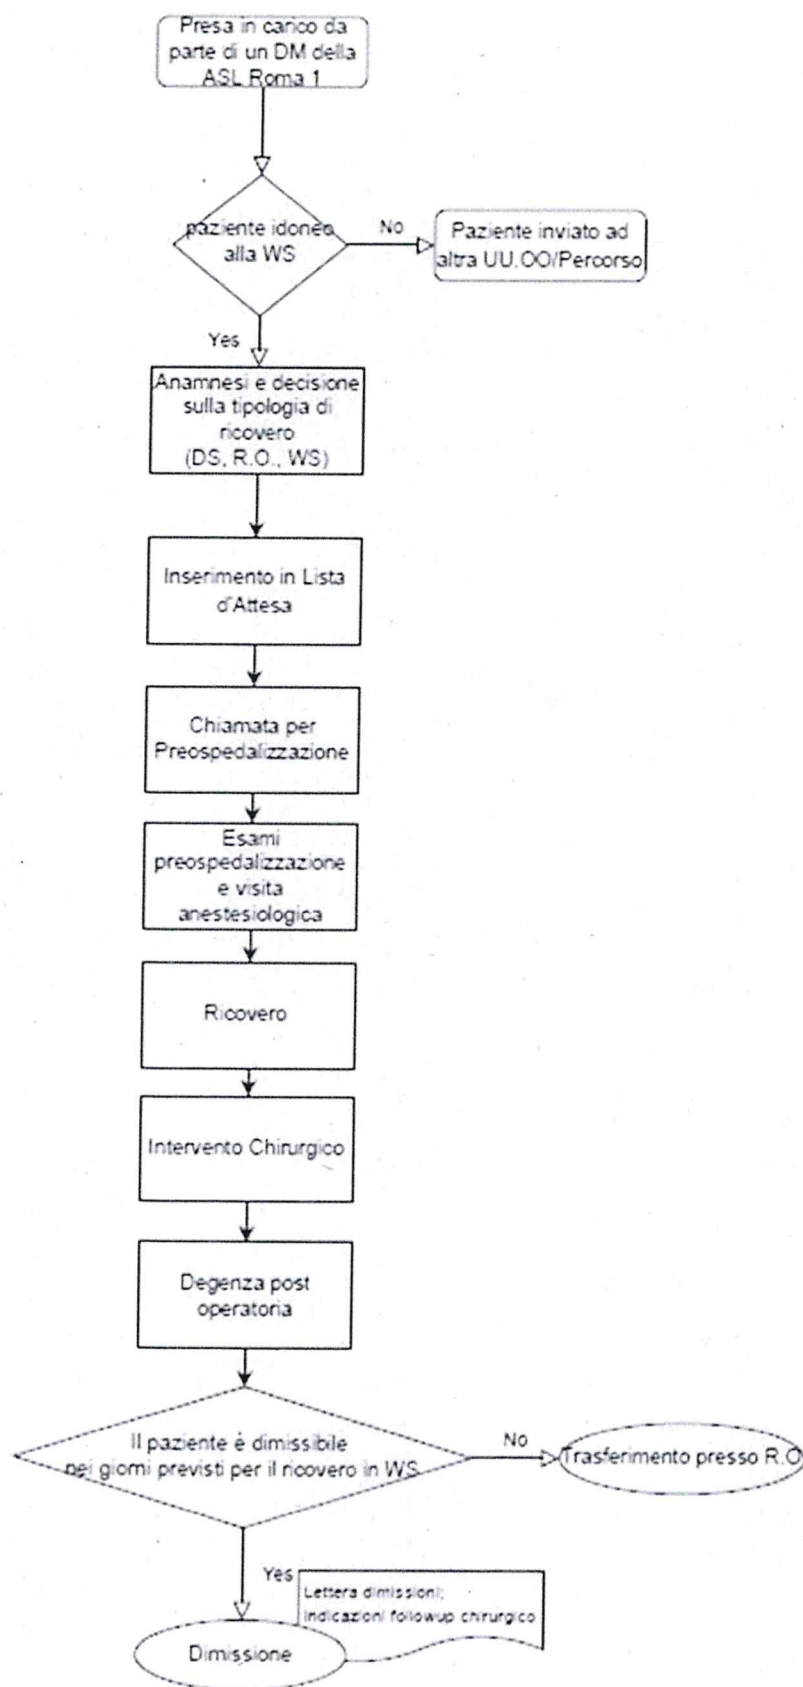 Presa in carico da
parte di un DM della
ASL Roma 1
paziente idoneo
alla WS
No
Paziente inviato ad
altra UU.OO/Percorso
Yes
Anamnesi e decisione
sulla tipologia di
ricovero
(DS, R.O., WS)
Inserimento in Lista
d'Attesa
Chiamata per
Preospedalizzazione
Esami
preospedalizzazione
e visita
anestesiologica
Ricovero
Intervento Chirurgico
Degenza post
operatoria
Il paziente è dimissibile
nei giorni previsti per il ricovero in WS
No
Trasferimento presso R.O
Yes
Lettera dimissioni;
Indicazioni followup chirurgico
Dimissione